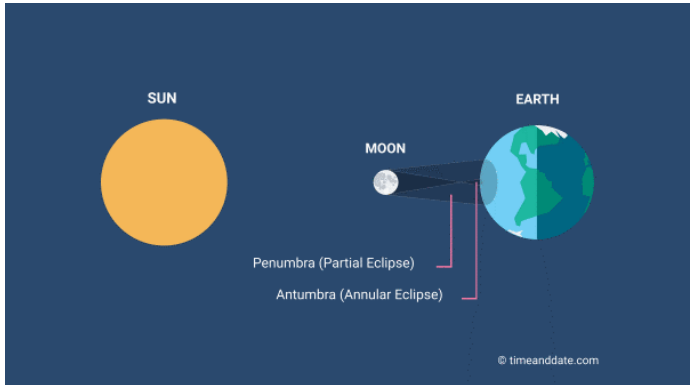 SUN
EARTH
MOON
Penumbra (Partial Eclipse)
Antumbra (Annular Eclipse)
© timeanddate.com